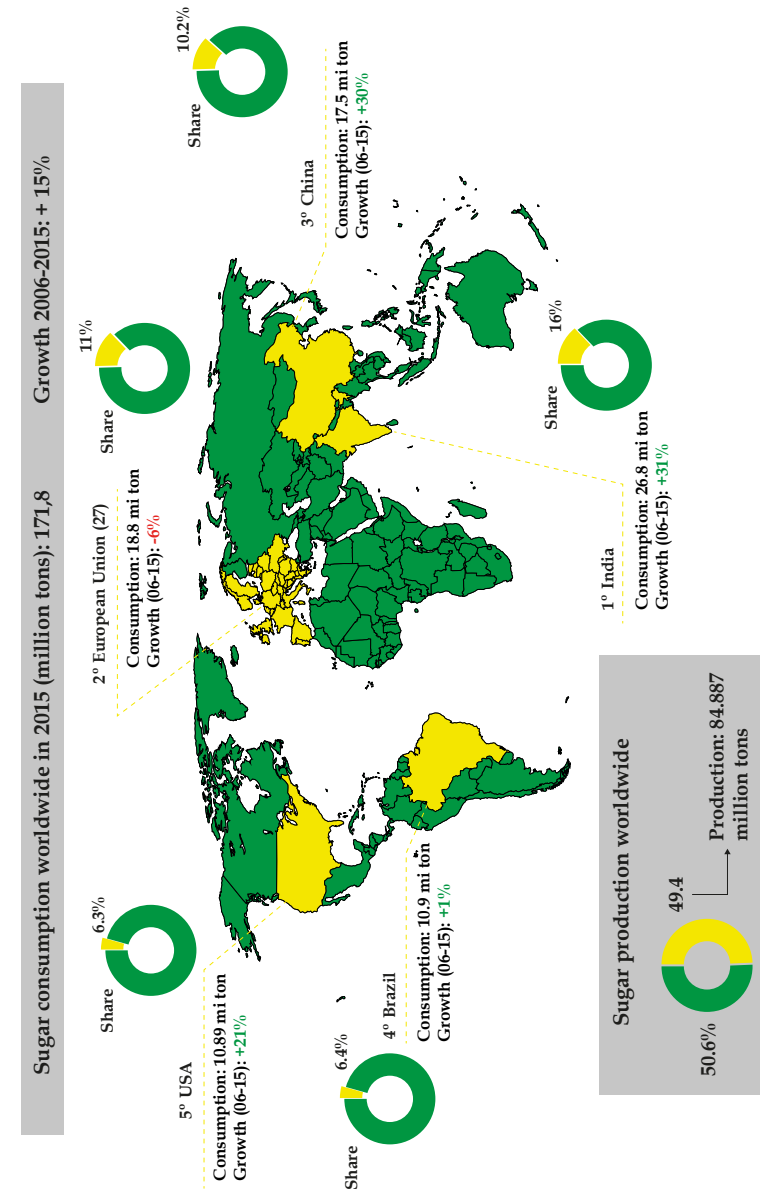 Sugar consumption worldwide in 2015 (million tons): 171,8 Growth 2006-2015: + 15%
6.3%
Share
5º USA
Consumption: 10.89 mi ton
Growth (06-15): +21%
2º European Union (27)
Consumption: 18.8 mi ton
Growth (06-15): -6%
11%
Share
10.2%
Share
3º China
Consumption: 17.5 mi ton
Growth (06-15): +30%
6.4%
Share
4º Brazil
Consumption: 10.9 mi ton
Growth (06-15): +1%
16%
Share
1º India
Consumption: 26.8 mi ton
Growth (06-15): +31%
Sugar production worldwide
50.6%
49.4
Production: 84.887
million tons